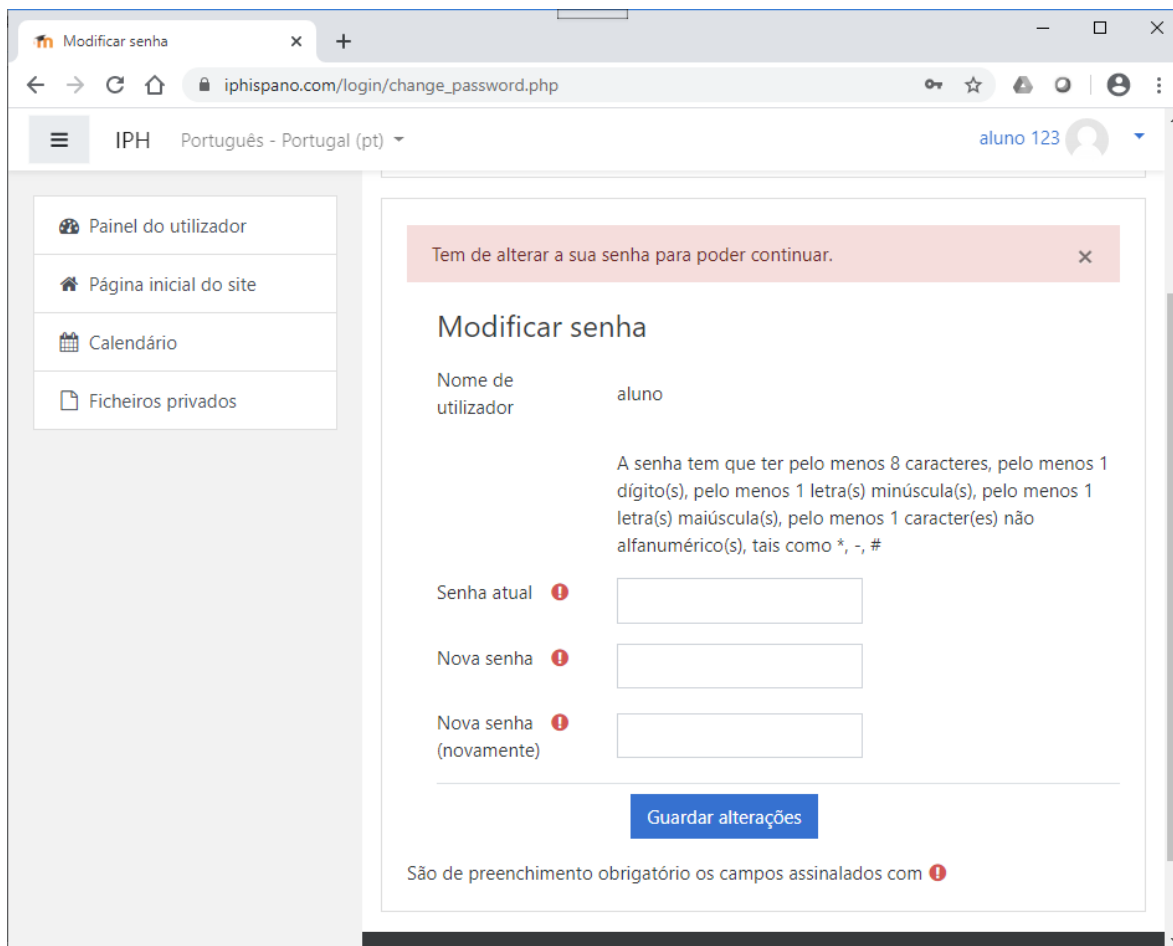 Modificar senha
iphispano.com/login/change_password.php
IPH Português - Portugal (pt)
aluno 123
Painel do utilizador
Página inicial do site
Calendário
Ficheiros privados
Tem de alterar a sua senha para poder continuar.
Modificar senha
Nome de
utilizador
aluno
A senha tem que ter pelo menos 8 caracteres, pelo menos 1
dígito(s), pelo menos 1 letra(s) minúscula(s), pelo menos 1
letra(s) maiúscula(s), pelo menos 1 caracter(es) não
alfanumérico(s), tais como *, -, #
Senha atual
Nova senha
Nova senha
(novamente)
Guardar alterações
São de preenchimento obrigatório os campos assinalados com